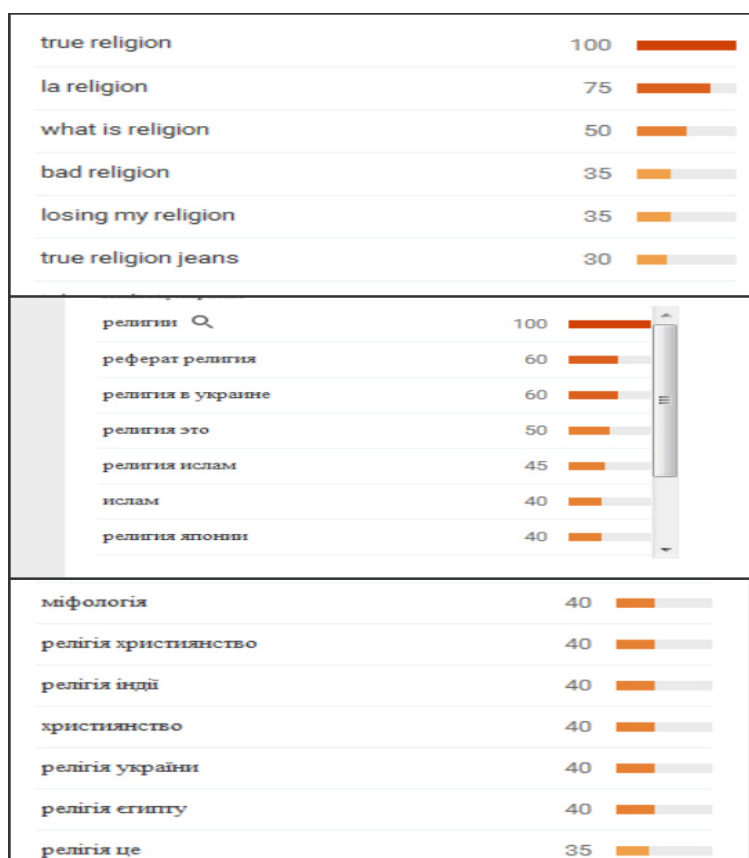 true religion 100
la religion 75
what is religion 50
bad religion 35
losing my religion 35
true religion jeans 30
религии 100
реферат религия 60
религия в украине 60
религия это 50
религия ислам 45
ислам 40
религия японии 40
міфологія 40
релігія християнство 40
релігія індії 40
християнство 40
релігія україни 40
релігія єгипту 40
релігія це 35